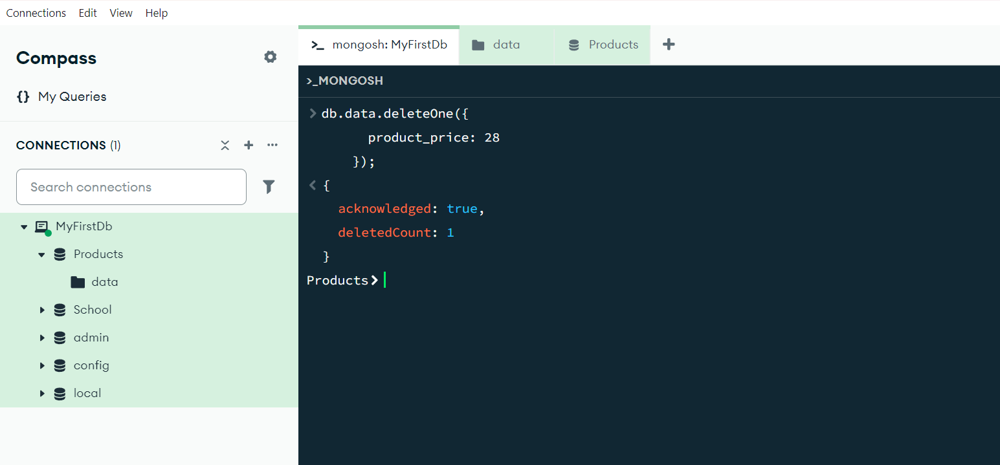 Connections Edit View Help
Compass
{} My Queries
CONNECTIONS (1)
Search connections
MyFirstDb
Products
data
School
admin
config
local
>_ mongosh: MyFirstDb data Products +
>_MONGOSH
> db.data.deleteOne({
product_price: 28
});
< {
acknowledged: true,
deletedCount: 1
}
Products>